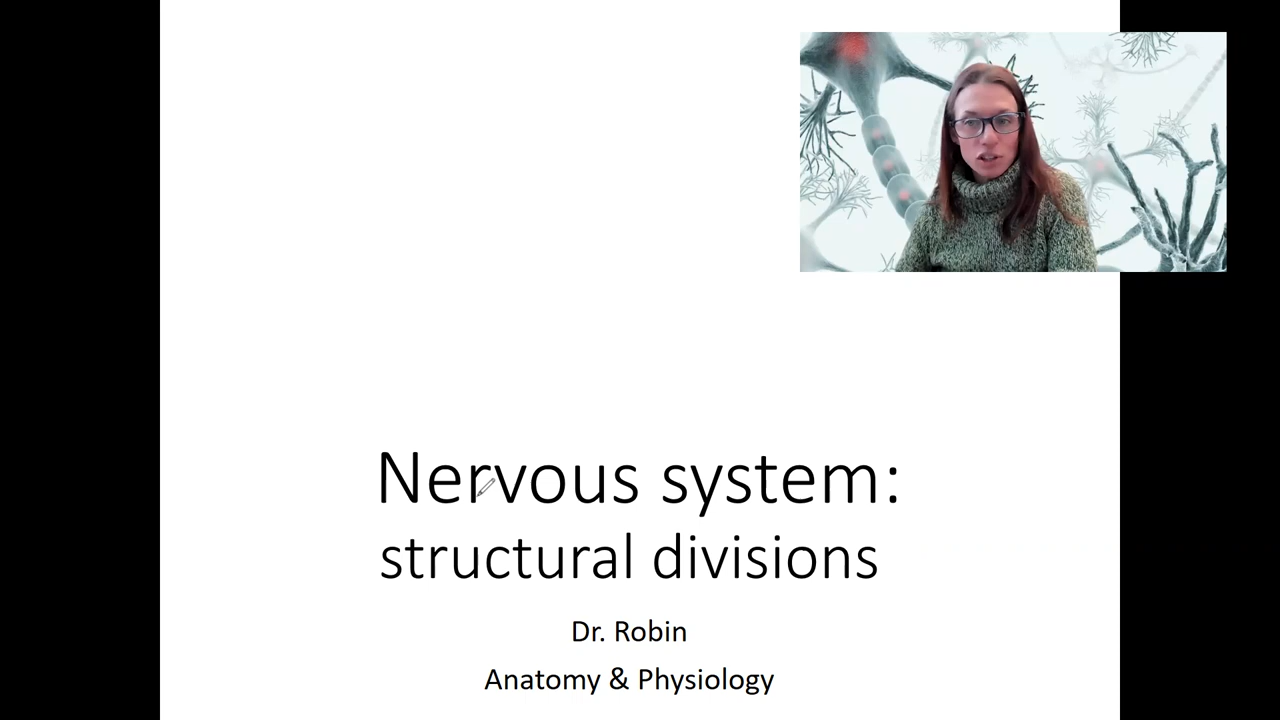 Nervous system:
structural divisions
Dr. Robin
Anatomy & Physiology